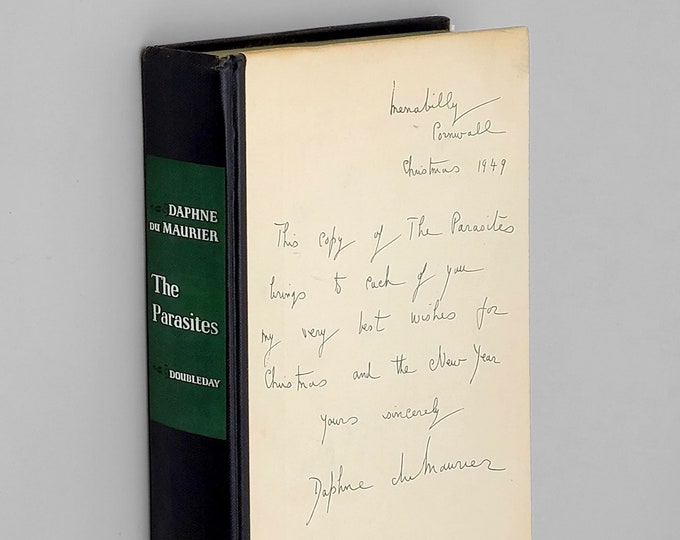 DAPHNE
DU MAURIER
The
Parasites
DOUBLEDAY
Menabilly
Cornwall
Christmas 1949
This copy of The Parasites
brings to each of you
my very best wishes for
Christmas and the New Year
yours sincerely
Daphne du Maurier